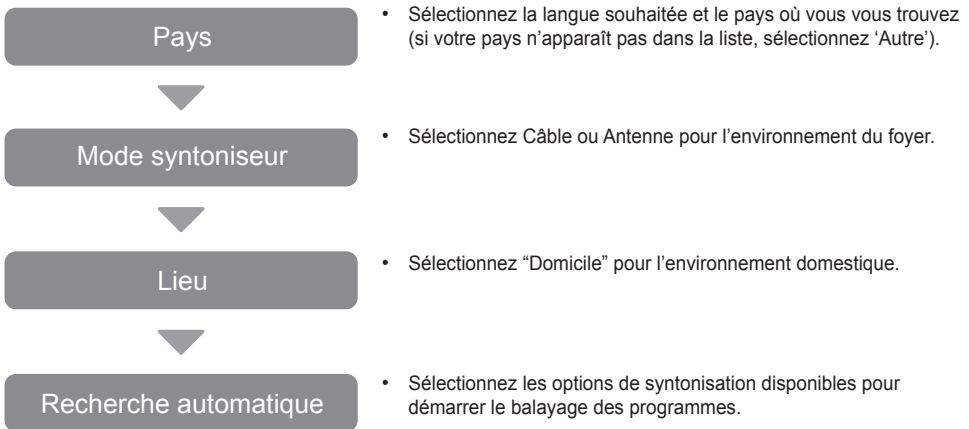 Pays
• Sélectionnez la langue souhaitée et le pays où vous vous trouvez
(si votre pays n’apparaît pas dans la liste, sélectionnez ‘Autre’).
Mode syntoniseur
• Sélectionnez Câble ou Antenne pour l’environnement du foyer.
Lieu
• Sélectionnez “Domicile” pour l’environnement domestique.
Recherche automatique
• Sélectionnez les options de syntonisation disponibles pour
démarrer le balayage des programmes.